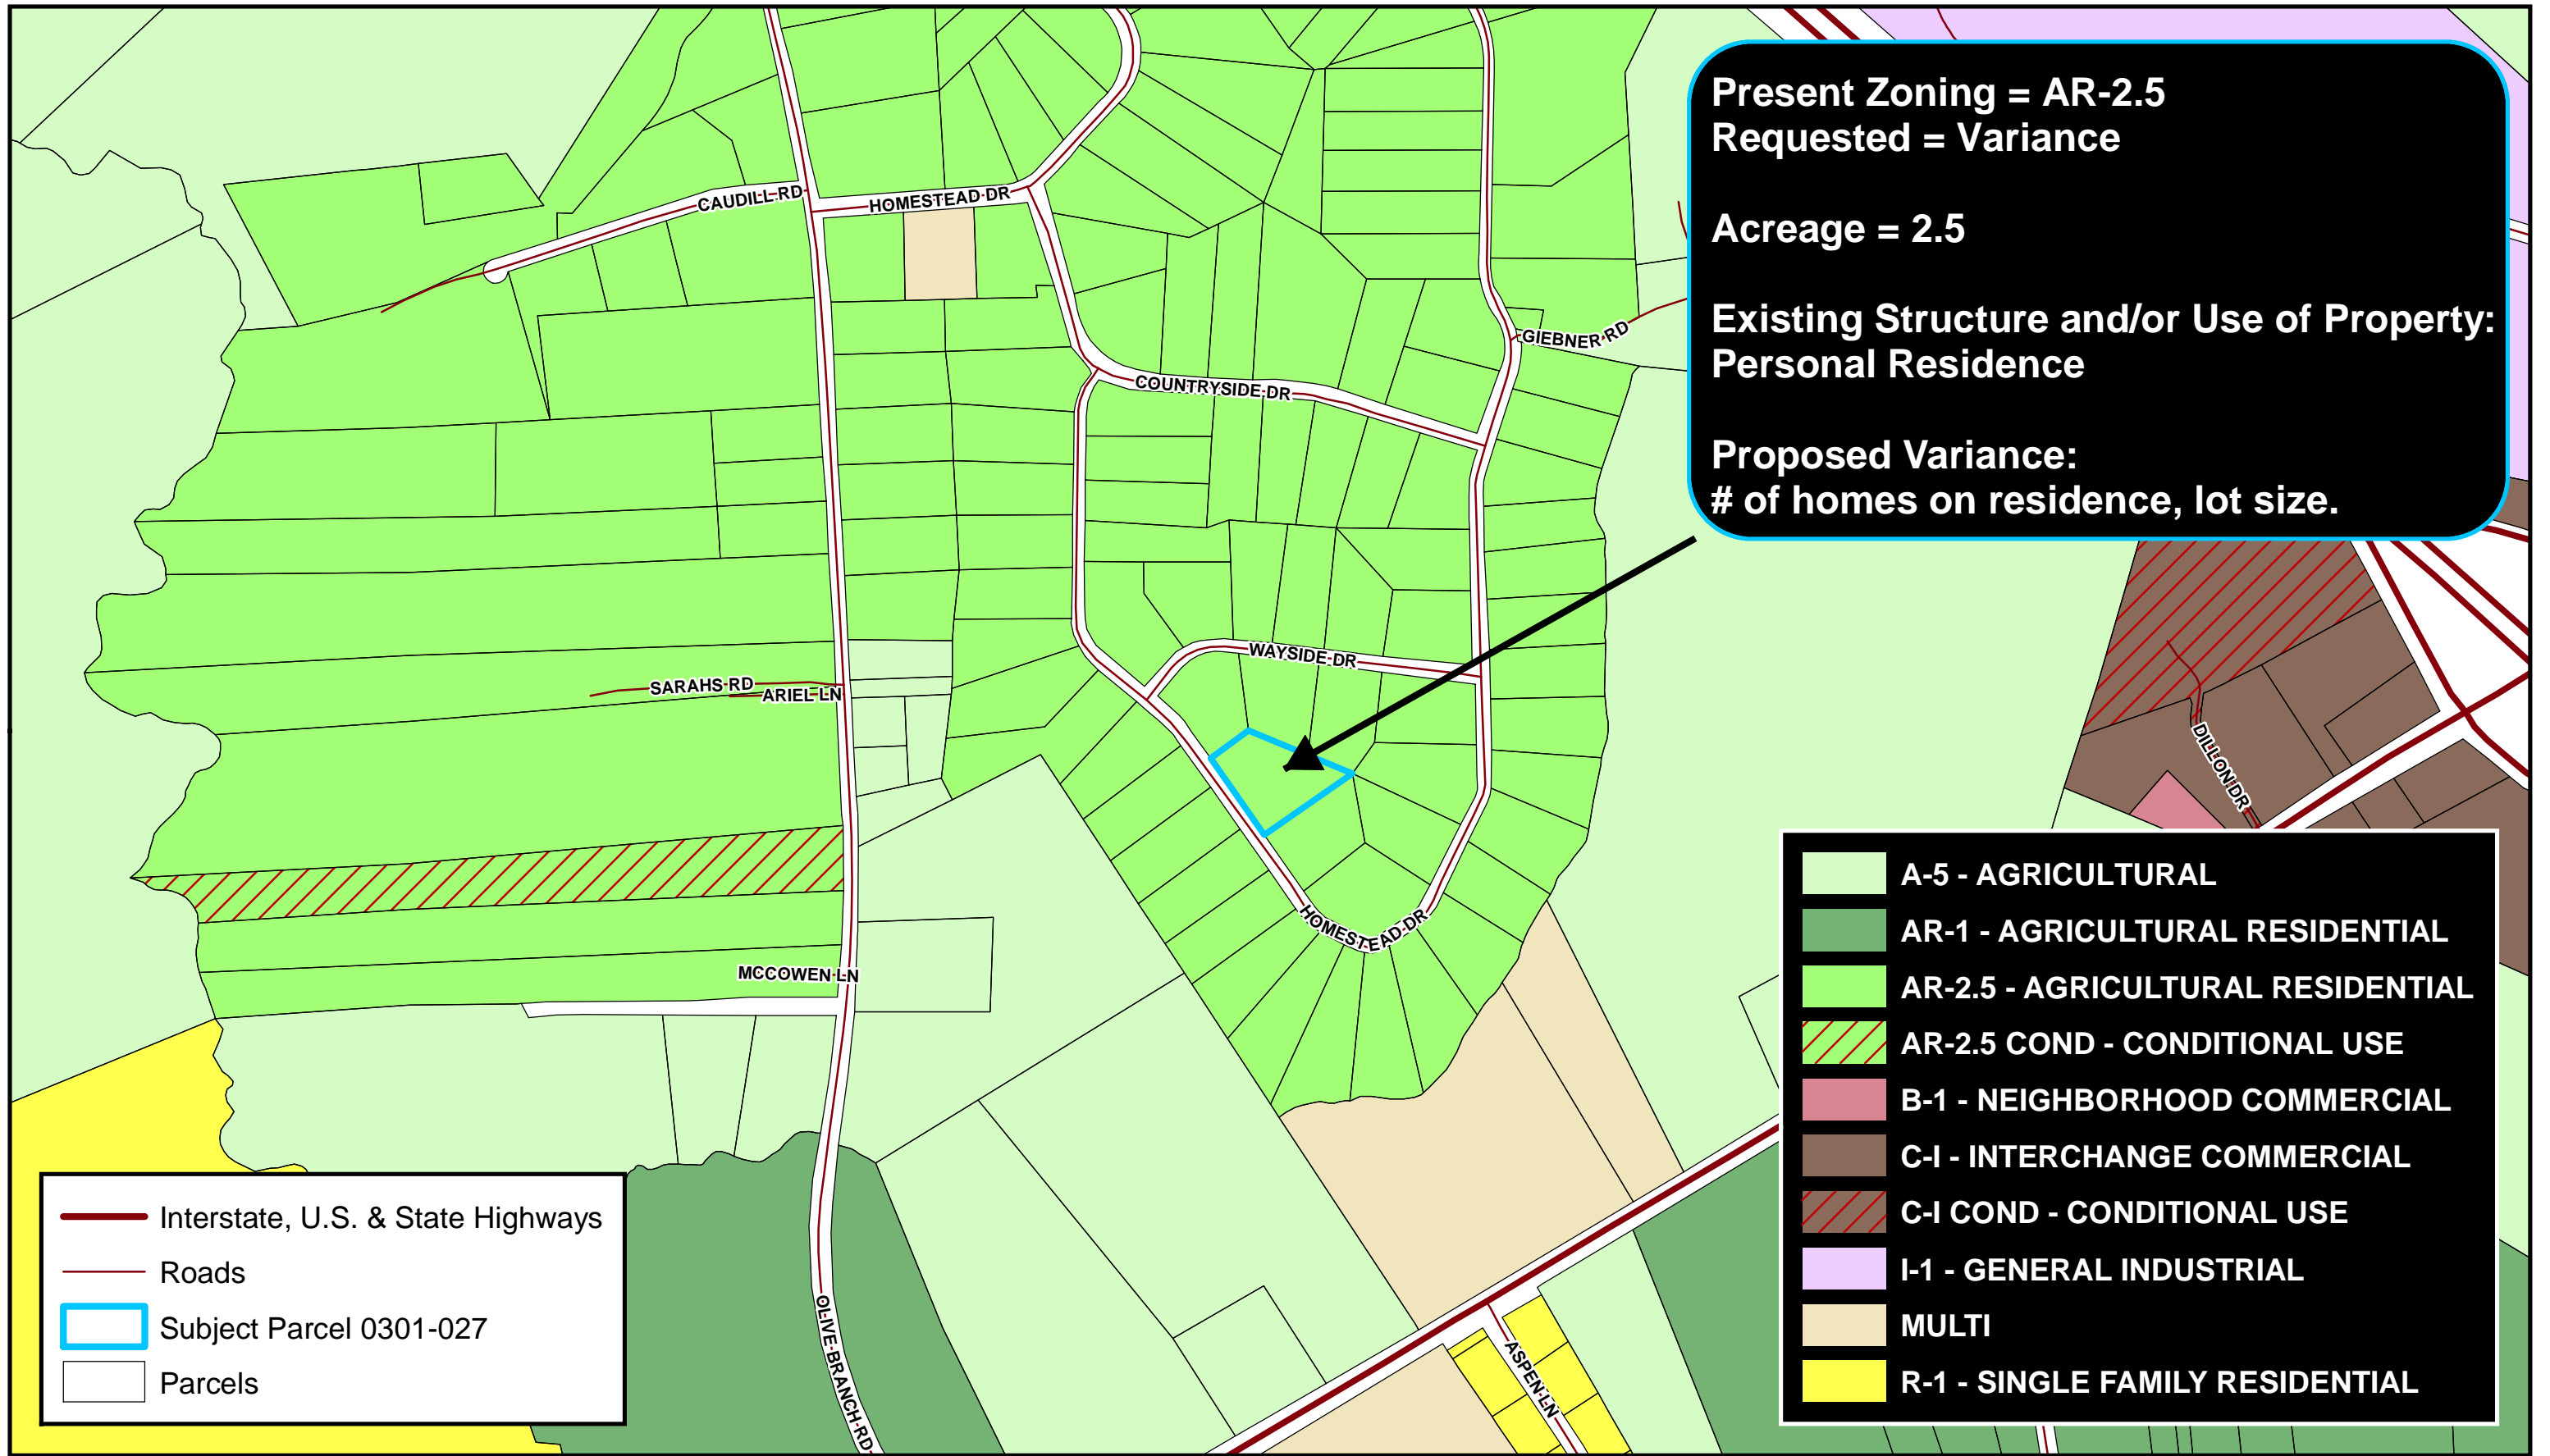 Present Zoning = AR-2.5
Requested = Variance
Acreage = 2.5
Existing Structure and/or Use of Property:
Personal Residence
Proposed Variance:
# of homes on residence, lot size.
CAUDILL RD
HOMESTEAD DR
GIEBNER RD
COUNTRYSIDE DR
WAYSIDE DR
SARAHS RD
ARIEL LN
DILLON DR
HOMESTEAD DR
MCCOWEN LN
OLIVE BRANCH RD
ASPEN LN
A-5 - AGRICULTURAL
AR-1 - AGRICULTURAL RESIDENTIAL
AR-2.5 - AGRICULTURAL RESIDENTIAL
AR-2.5 COND - CONDITIONAL USE
B-1 - NEIGHBORHOOD COMMERCIAL
C-I - INTERCHANGE COMMERCIAL
C-I COND - CONDITIONAL USE
I-1 - GENERAL INDUSTRIAL
MULTI
R-1 - SINGLE FAMILY RESIDENTIAL
Interstate, U.S. & State Highways
Roads
Subject Parcel 0301-027
Parcels